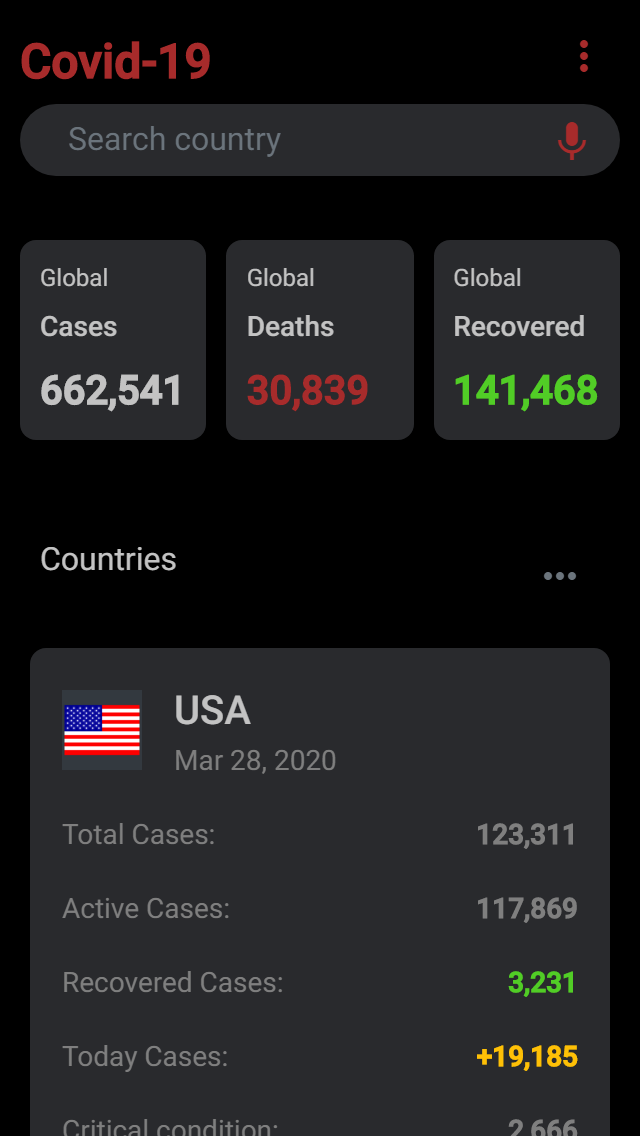 Covid-19
Search country
Global
Cases
662,541
Global
Deaths
30,839
Global
Recovered
141,468
Countries
USA
Mar 28, 2020
Total Cases: 123,311
Active Cases: 117,869
Recovered Cases: 3,231
Today Cases: +19,185
Critical condition: 2,666